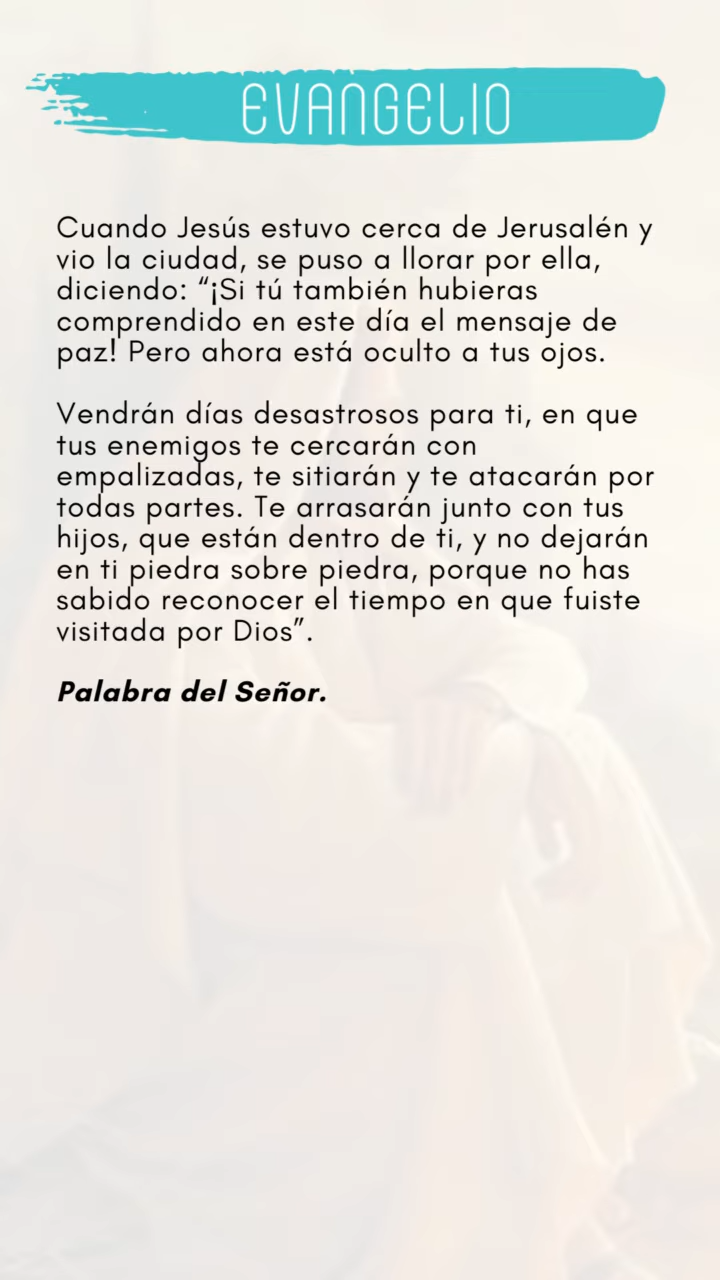 EVANGELIO
Cuando Jesús estuvo cerca de Jerusalén y
vio la ciudad, se puso a llorar por ella,
diciendo: “¡Si tú también hubieras
comprendido en este día el mensaje de
paz! Pero ahora está oculto a tus ojos.
Vendrán días desastrosos para ti, en que
tus enemigos te cercarán con
empalizadas, te sitiarán y te atacarán por
todas partes. Te arrasarán junto con tus
hijos, que están dentro de ti, y no dejarán
en ti piedra sobre piedra, porque no has
sabido reconocer el tiempo en que fuiste
visitada por Dios”.
Palabra del Señor.